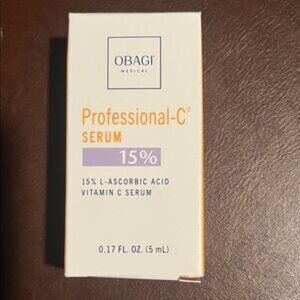 OBAGI®
MEDICAL
Professional-C®
SERUM
15%
15% L-ASCORBIC ACID
VITAMIN C SERUM
0.17 FL. OZ. (5 mL)